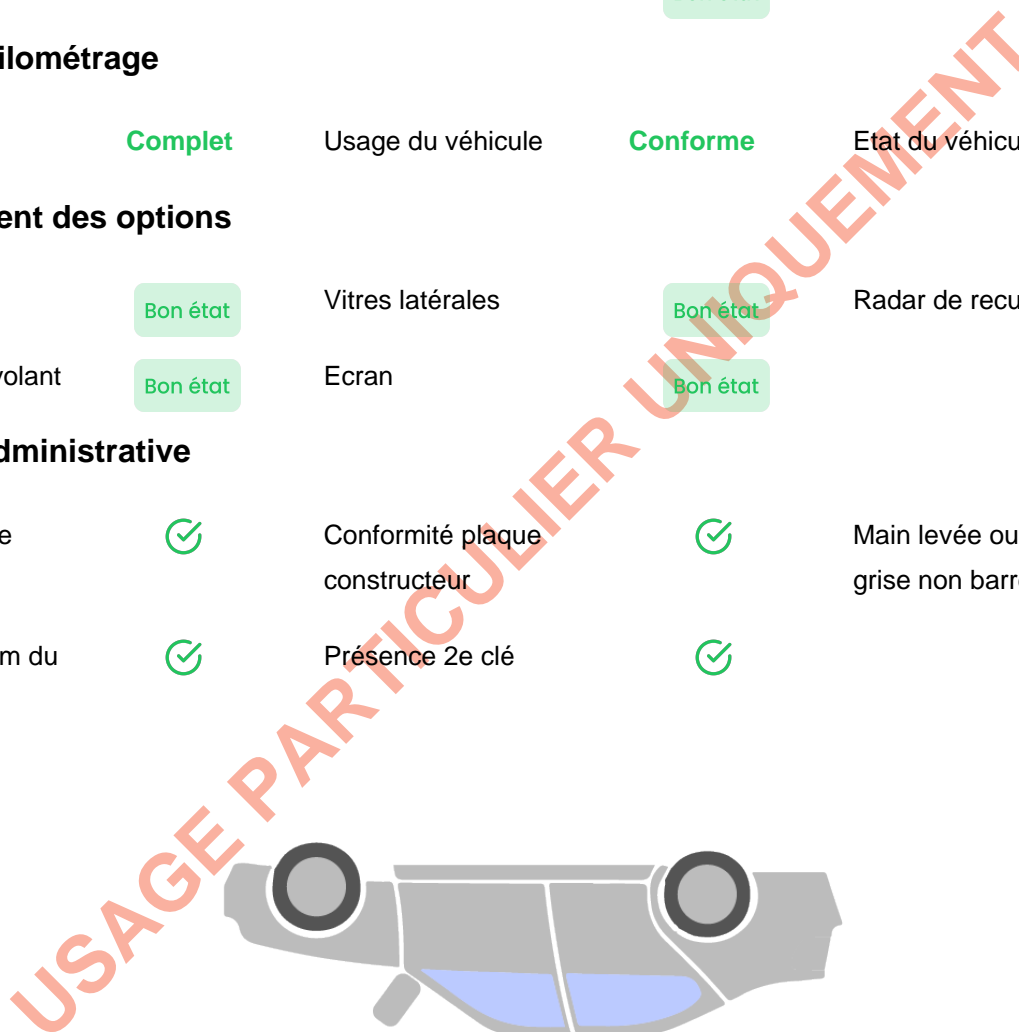 ilométrage
Complet Usage du véhicule Conforme Etat du véhicu
ent des options
Bon état Vitres latérales Bon état Radar de recu
volant Bon état Ecran Bon état
dministrative
e Conformité plaque Main levée ou
constructeur grise non barr
m du Présence 2e clé
USAGE PARTICULIER UNIQUEMENT